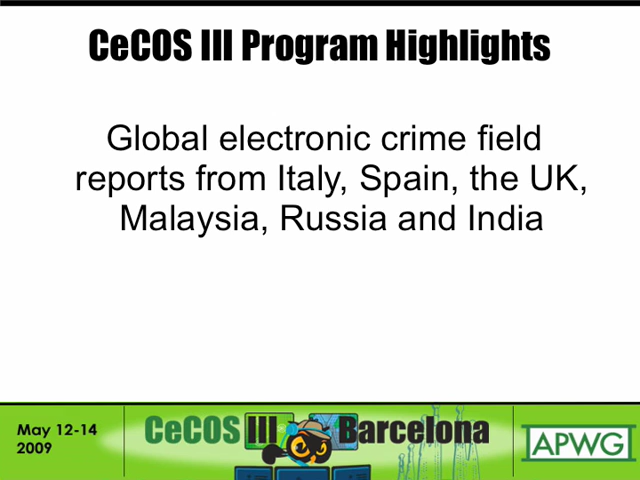 CeCOS III Program Highlights
Global electronic crime field
reports from Italy, Spain, the UK,
Malaysia, Russia and India
May 12-14
2009
CeCOS III Barcelona
APWG